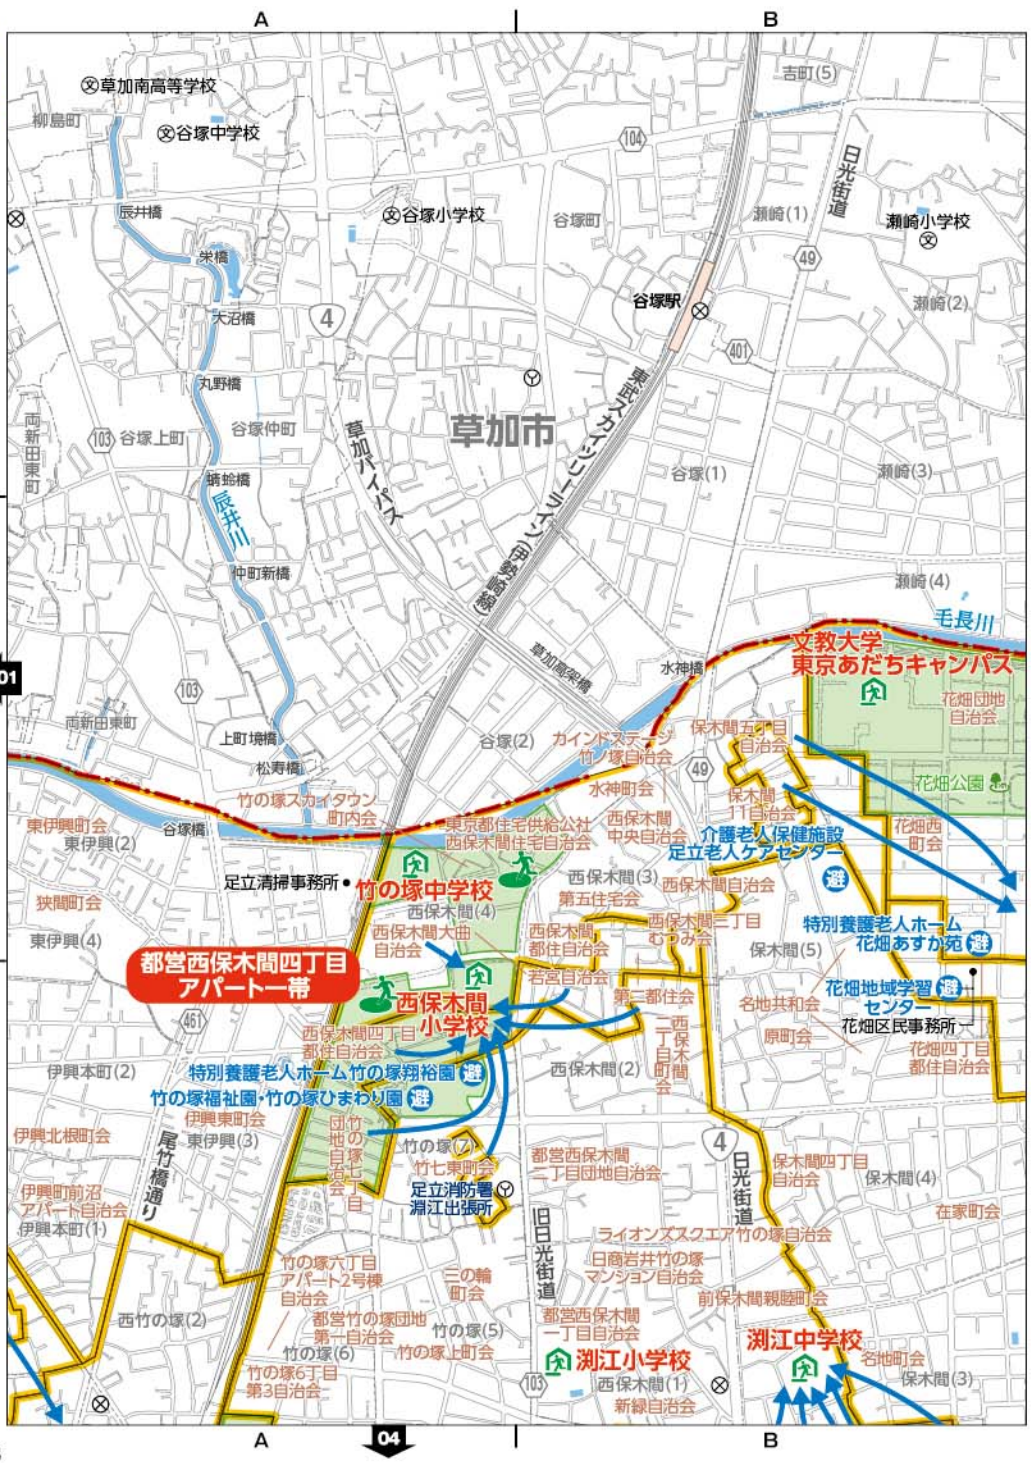 A
B
草加南高等学校
柳島町
谷塚中学校
吉町(5)
104
日光街道
辰井橋
谷塚小学校
谷塚町
瀬崎(1)
瀬崎小学校
栄橋
49
大沼橋
4
谷塚駅
瀬崎(2)
401
丸野橋
東武スカイツリーライン(伊勢崎線)
両新田東町
103
谷塚上町
谷塚仲町
草加バイパス
草加市
谷塚(1)
瀬崎(3)
蜻蛉橋
辰井川
仲町新橋
瀬崎(4)
毛長川
文教大学
東京あだちキャンパス
01
草加高架橋
水神橋
103
花畑団地
自治会
両新田東町
上町境橋
谷塚(2)
カインドステージ
竹ノ塚自治会
保木間五丁目
自治会
松寿橋
49
花畑公園
水神町会
保木間
11自治会
竹の塚スカイタウン
町内会
東伊興町会
東伊興(2)
谷塚橋
東京都住宅供給公社
西保木間住宅自治会
西保木間
中央自治会
花畑西
町会
介護老人保健施設
足立老人ケアセンター
避
足立清掃事務所
竹の塚中学校
西保木間(3)
西保木間自治会
狭間町会
西保木間(4)
第五住宅会
西保木間大曲
自治会
西保木間
都住自治会
西保木間三丁目
むつみ会
特別養護老人ホーム
花畑あすか苑
避
東伊興(4)
保木間(5)
都営西保木間四丁目
アパート一帯
若宮自治会
第二都住会
花畑地域学習
センター
避
西保木間
小学校
名地共和会
花畑区民事務所
461
西保木間四丁目
都住自治会
西保木間
二丁目町会
原町会
花畑四丁目
都住自治会
伊興本町(2)
特別養護老人ホーム竹の塚翔裕園
避
西保木間(2)
竹の塚福祉園・竹の塚ひまわり園
避
伊興東町会
伊興北根町会
東伊興(3)
尾竹橋通り
竹の塚七丁目
団地自治会
竹の塚(7)
竹七東町会
4
日光街道
都営西保木間
二丁目団地自治会
保木間四丁目
自治会
保木間(4)
足立消防署
淵江出張所
伊興町前沼
アパート自治会
伊興本町(1)
旧日光街道
在家町会
ライオンズスクエア竹の塚自治会
竹の塚六丁目
アパート2号棟
自治会
三の輪
町会
日商岩井竹の塚
マンション自治会
前保木間親睦町会
西竹の塚(2)
都営竹の塚団地
第一自治会
竹の塚(5)
都営西保木間
一丁目自治会
渕江中学校
竹の塚(6)
竹の塚上町会
渕江小学校
名地町会
竹の塚6丁目
第3自治会
103
西保木間(1)
保木間(3)
新緑自治会
A
04
B